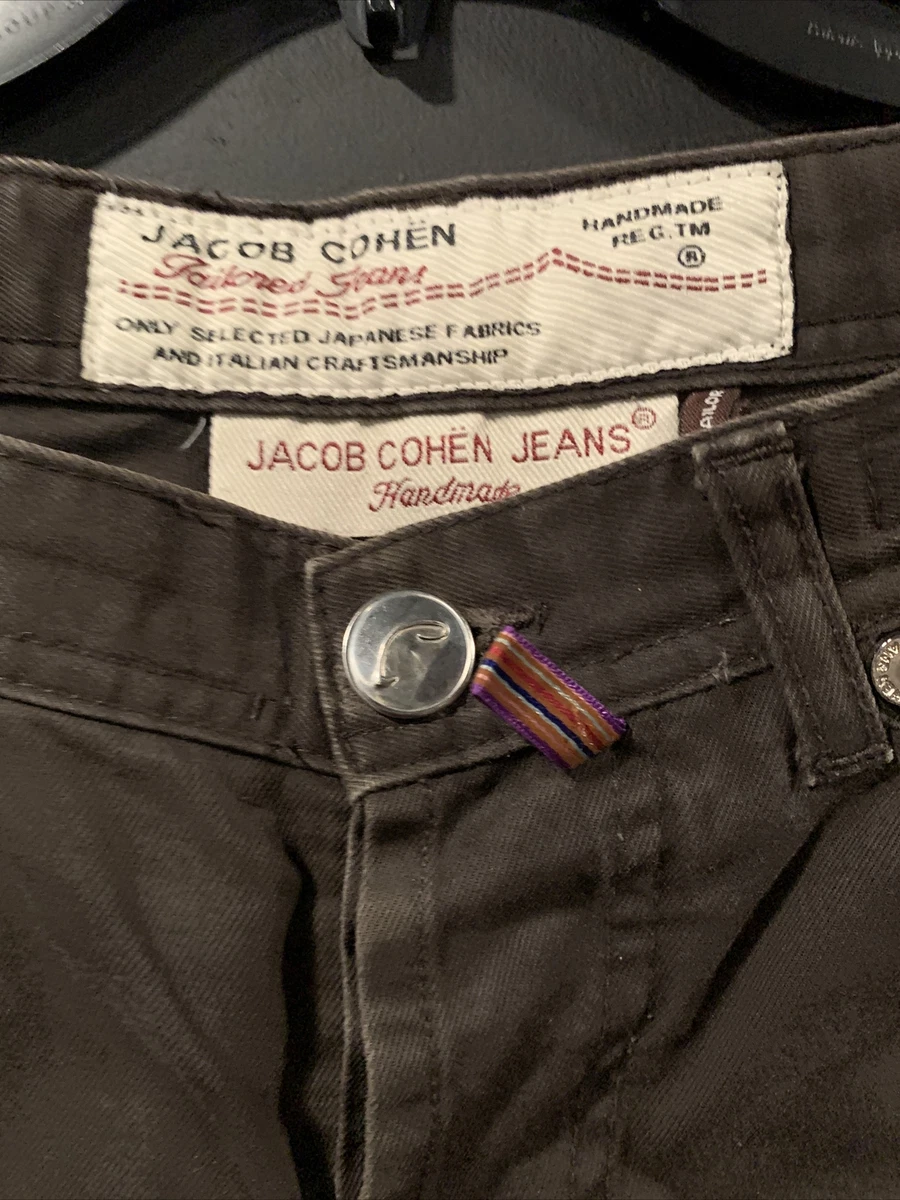 JACOB COHËN
Tailored Jeans
HANDMADE
REG.TM
®
ONLY SELECTED JAPANESE FABRICS
AND ITALIAN CRAFTSMANSHIP
JACOB COHËN JEANS®
Handmade